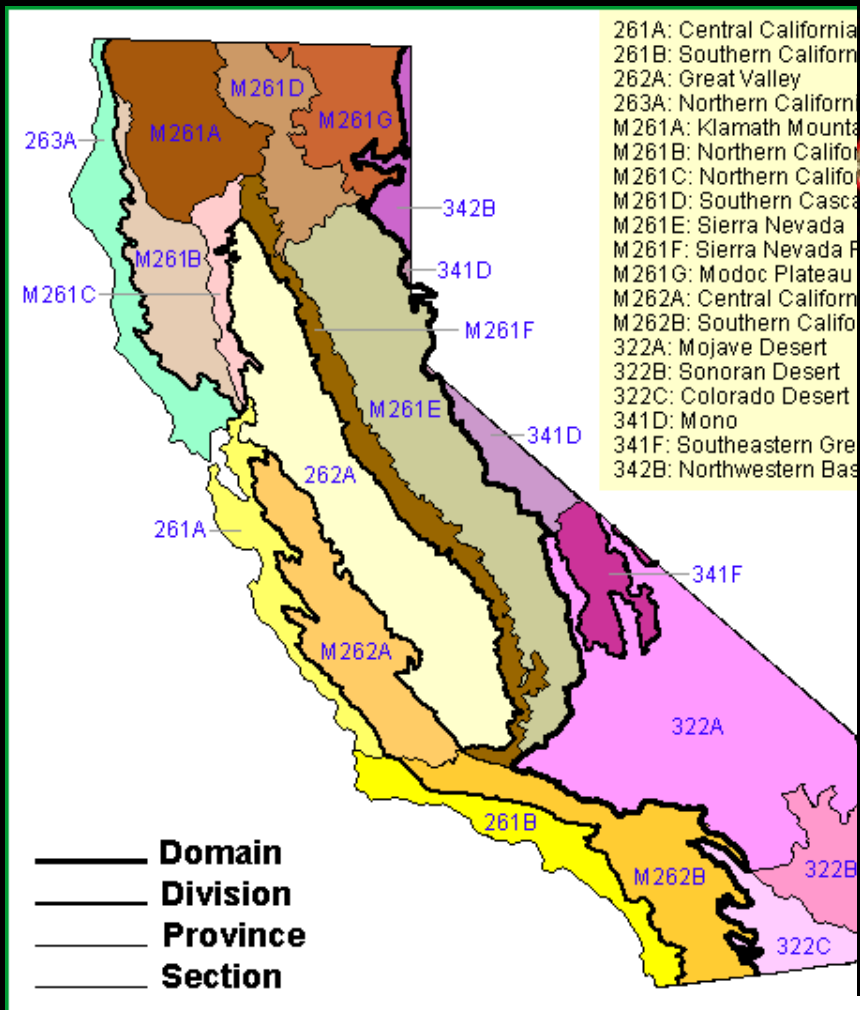 261A: Central California
261B: Southern Californ
262A: Great Valley
263A: Northern Californi
M261A: Klamath Mounta
M261B: Northern Califor
M261C: Northern Califo
M261D: Southern Casca
M261E: Sierra Nevada
M261F: Sierra Nevada F
M261G: Modoc Plateau
M262A: Central Californ
M262B: Southern Califo
322A: Mojave Desert
322B: Sonoran Desert
322C: Colorado Desert
341D: Mono
341F: Southeastern Gre
342B: Northwestern Bas
M261D
M261G
M261A
263A
342B
M261B
341D
M261C
M261F
M261E
341D
262A
261A
341F
M262A
322A
261B
M262B
322B
322C
Domain
Division
Province
Section